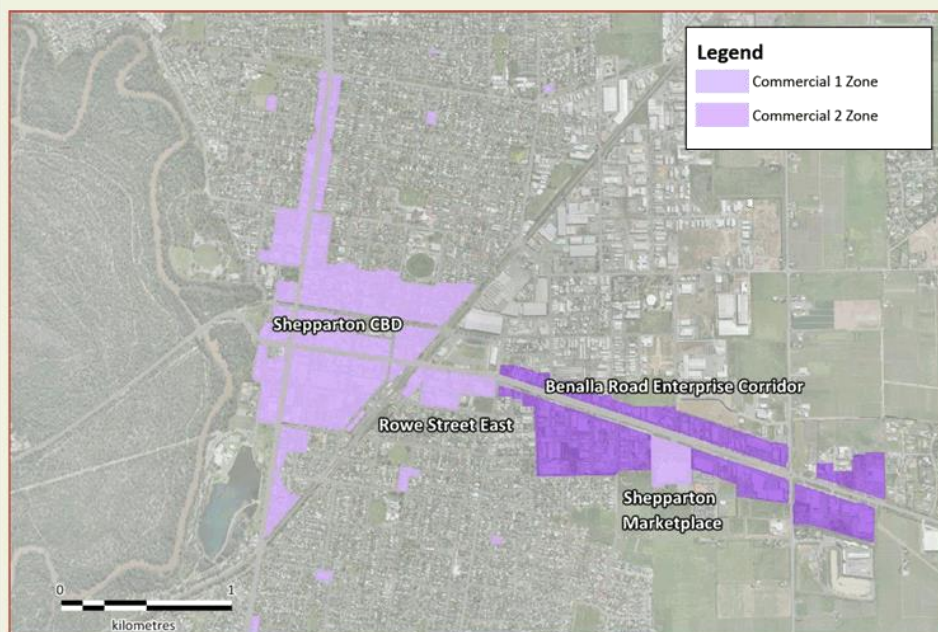 Legend
Commercial 1 Zone
Commercial 2 Zone
Shepparton CBD
Benalla Road Enterprise Corridor
Rowe Street East
Shepparton
Marketplace
0 1
kilometres